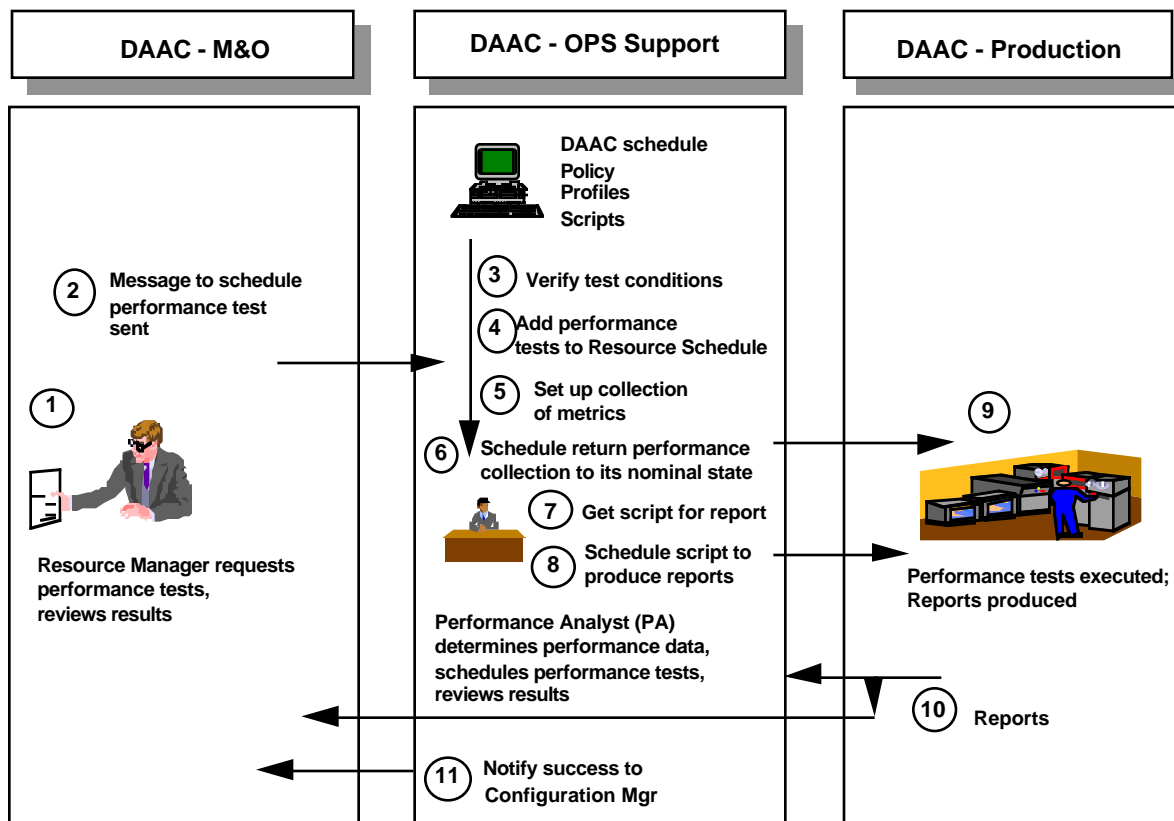 DAAC - M&O
DAAC - OPS Support
DAAC - Production
DAAC schedule
Policy
Profiles
Scripts
2
Message to schedule
performance test
sent
1
Resource Manager requests
performance tests,
reviews results
3
Verify test conditions
4
Add performance
tests to Resource Schedule
5
Set up collection
of metrics
6
Schedule return performance
collection to its nominal state
7
Get script for report
8
Schedule script to
produce reports
Performance Analyst (PA)
determines performance data,
schedules performance tests,
reviews results
9
Performance tests executed;
Reports produced
10
Reports
11
Notify success to
Configuration Mgr